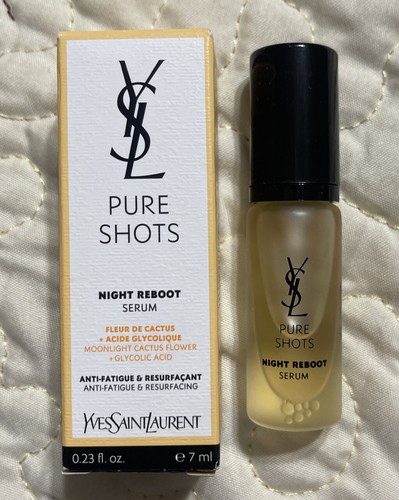 YSL
PURE
SHOTS
NIGHT REBOOT
SERUM
FLEUR DE CACTUS
+ ACIDE GLYCOLIQUE
MOONLIGHT CACTUS FLOWER
+ GLYCOLIC ACID
ANTI-FATIGUE & RESURFAÇANT
ANTI-FATIGUE & RESURFACING
YVESSAINTLAURENT
0.23 fl. oz. ℮ 7 ml
YSL
PURE
SHOTS
NIGHT REBOOT
SERUM